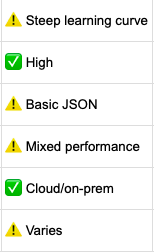 ⚠️ Steep learning curve
✅ High
⚠️ Basic JSON
⚠️ Mixed performance
✅ Cloud/on-prem
⚠️ Varies